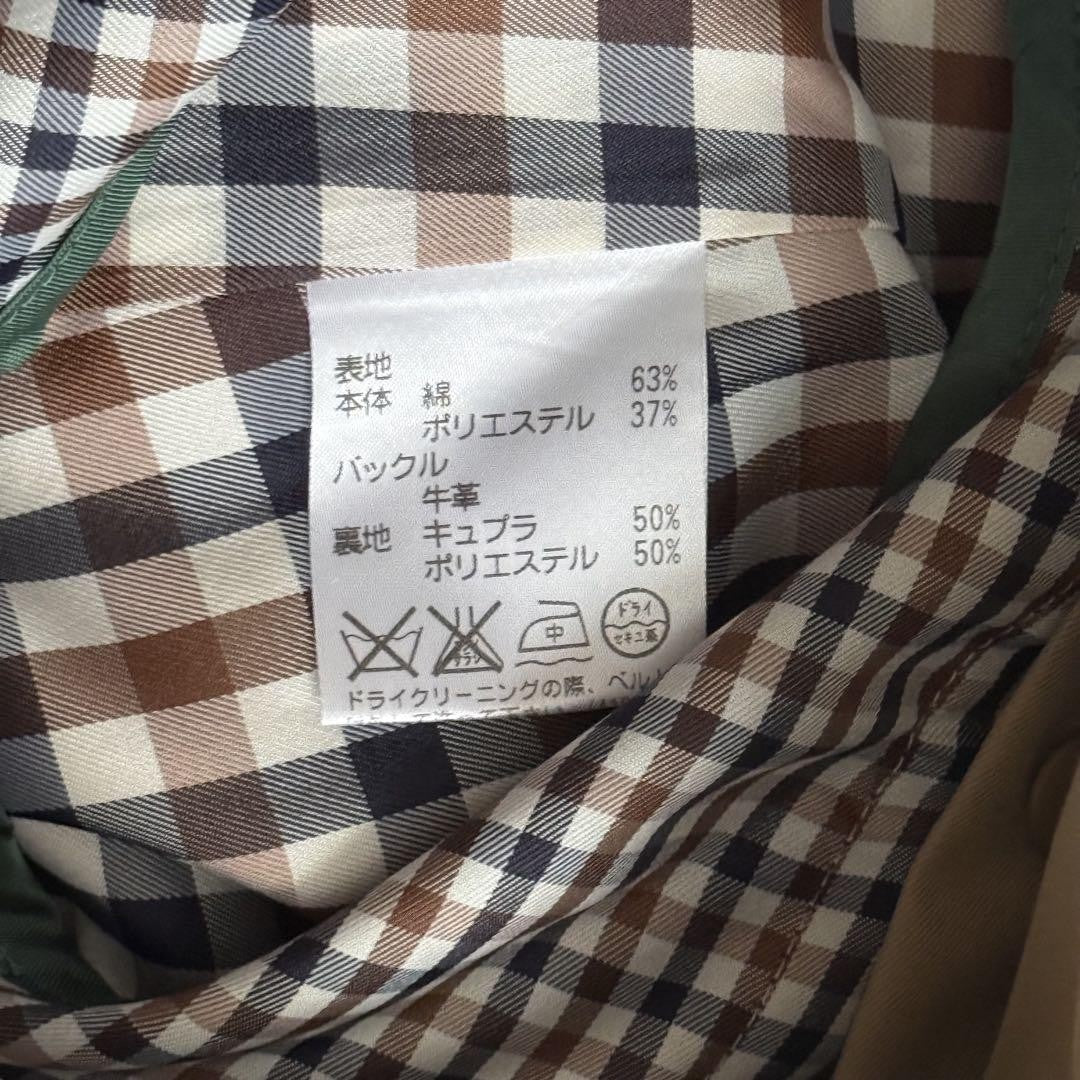 表地
本体 綿 63%
ポリエステル 37%
バックル
牛革
裏地 キュプラ 50%
ポリエステル 50%
中 ドライ
セキユ系
ドライクリーニングの際、ベルト